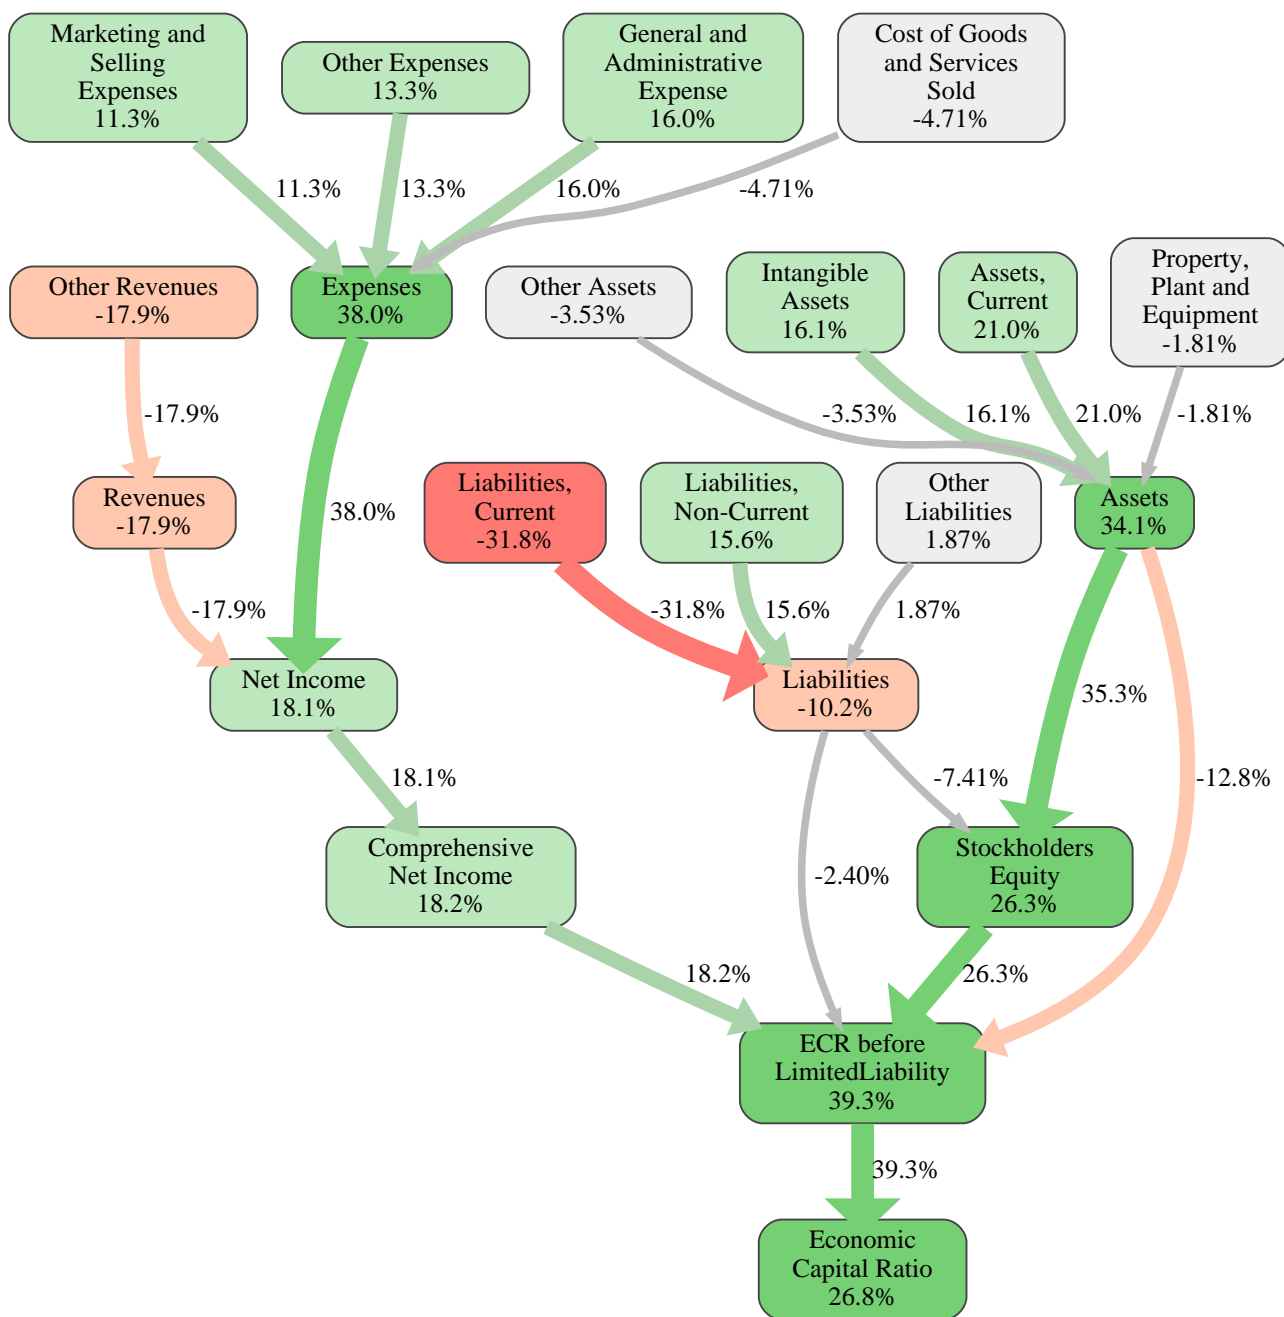 Marketing and
Selling
Expenses
11.3%
Other Expenses
13.3%
General and
Administrative
Expense
16.0%
Cost of Goods
and Services
Sold
-4.71%
11.3%
13.3%
16.0%
-4.71%
Other Revenues
-17.9%
Expenses
38.0%
Other Assets
-3.53%
Intangible
Assets
16.1%
Assets,
Current
21.0%
Property,
Plant and
Equipment
-1.81%
-17.9%
-3.53%
16.1%
21.0%
-1.81%
Revenues
-17.9%
38.0%
Liabilities,
Current
-31.8%
Liabilities,
Non-Current
15.6%
Other
Liabilities
1.87%
Assets
34.1%
-17.9%
-31.8%
15.6%
1.87%
Net Income
18.1%
Liabilities
-10.2%
35.3%
18.1%
-7.41%
-12.8%
Comprehensive
Net Income
18.2%
-2.40%
Stockholders
Equity
26.3%
18.2%
26.3%
ECR before
LimitedLiability
39.3%
39.3%
Economic
Capital Ratio
26.8%